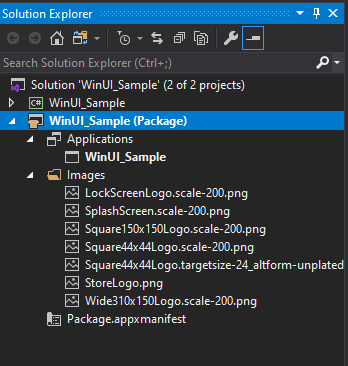 Solution Explorer
Search Solution Explorer (Ctrl+;)
Solution 'WinUI_Sample' (2 of 2 projects)
C# WinUI_Sample
WinUI_Sample (Package)
Applications
WinUI_Sample
Images
LockScreenLogo.scale-200.png
SplashScreen.scale-200.png
Square150x150Logo.scale-200.png
Square44x44Logo.scale-200.png
Square44x44Logo.targetsize-24_altform-unplated
StoreLogo.png
Wide310x150Logo.scale-200.png
Package.appxmanifest